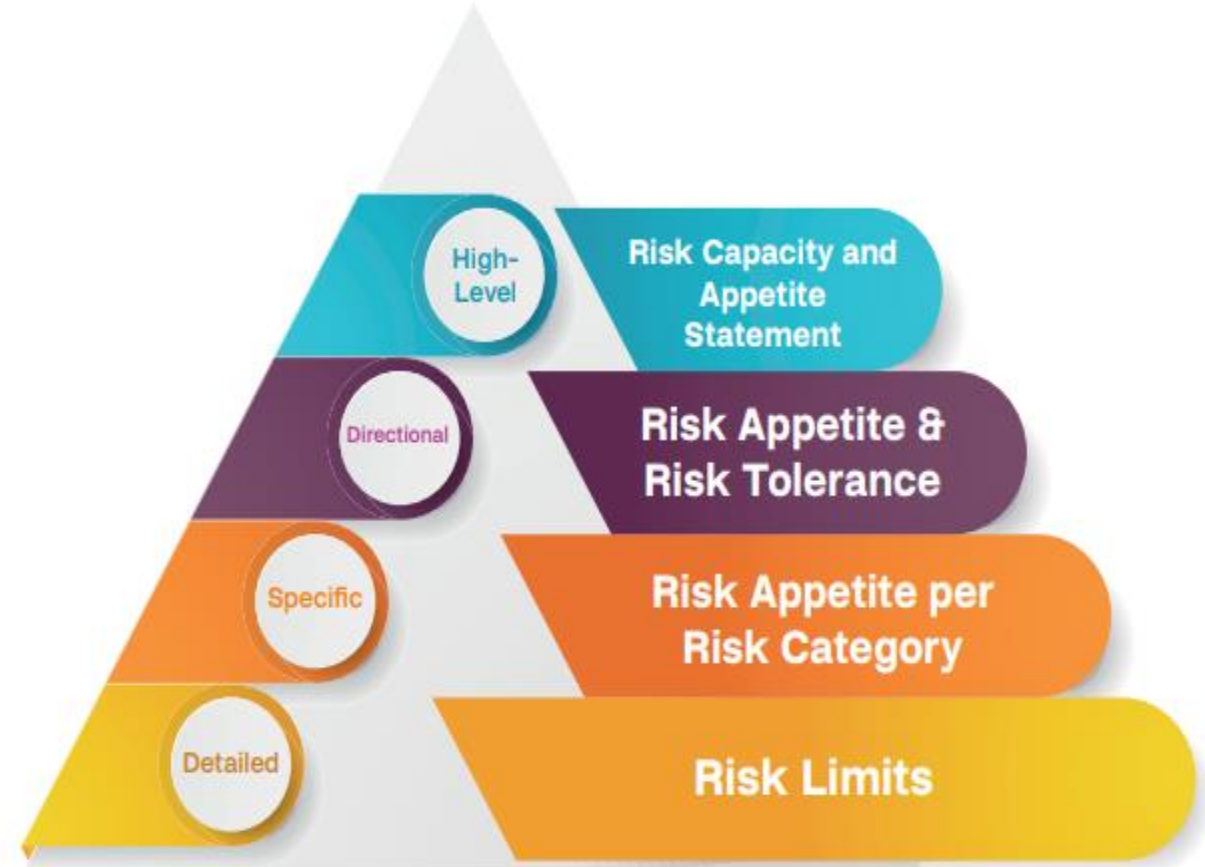 High-
Level
Risk Capacity and
Appetite
Statement
Directional
Risk Appetite &
Risk Tolerance
Specific
Risk Appetite per
Risk Category
Detailed
Risk Limits